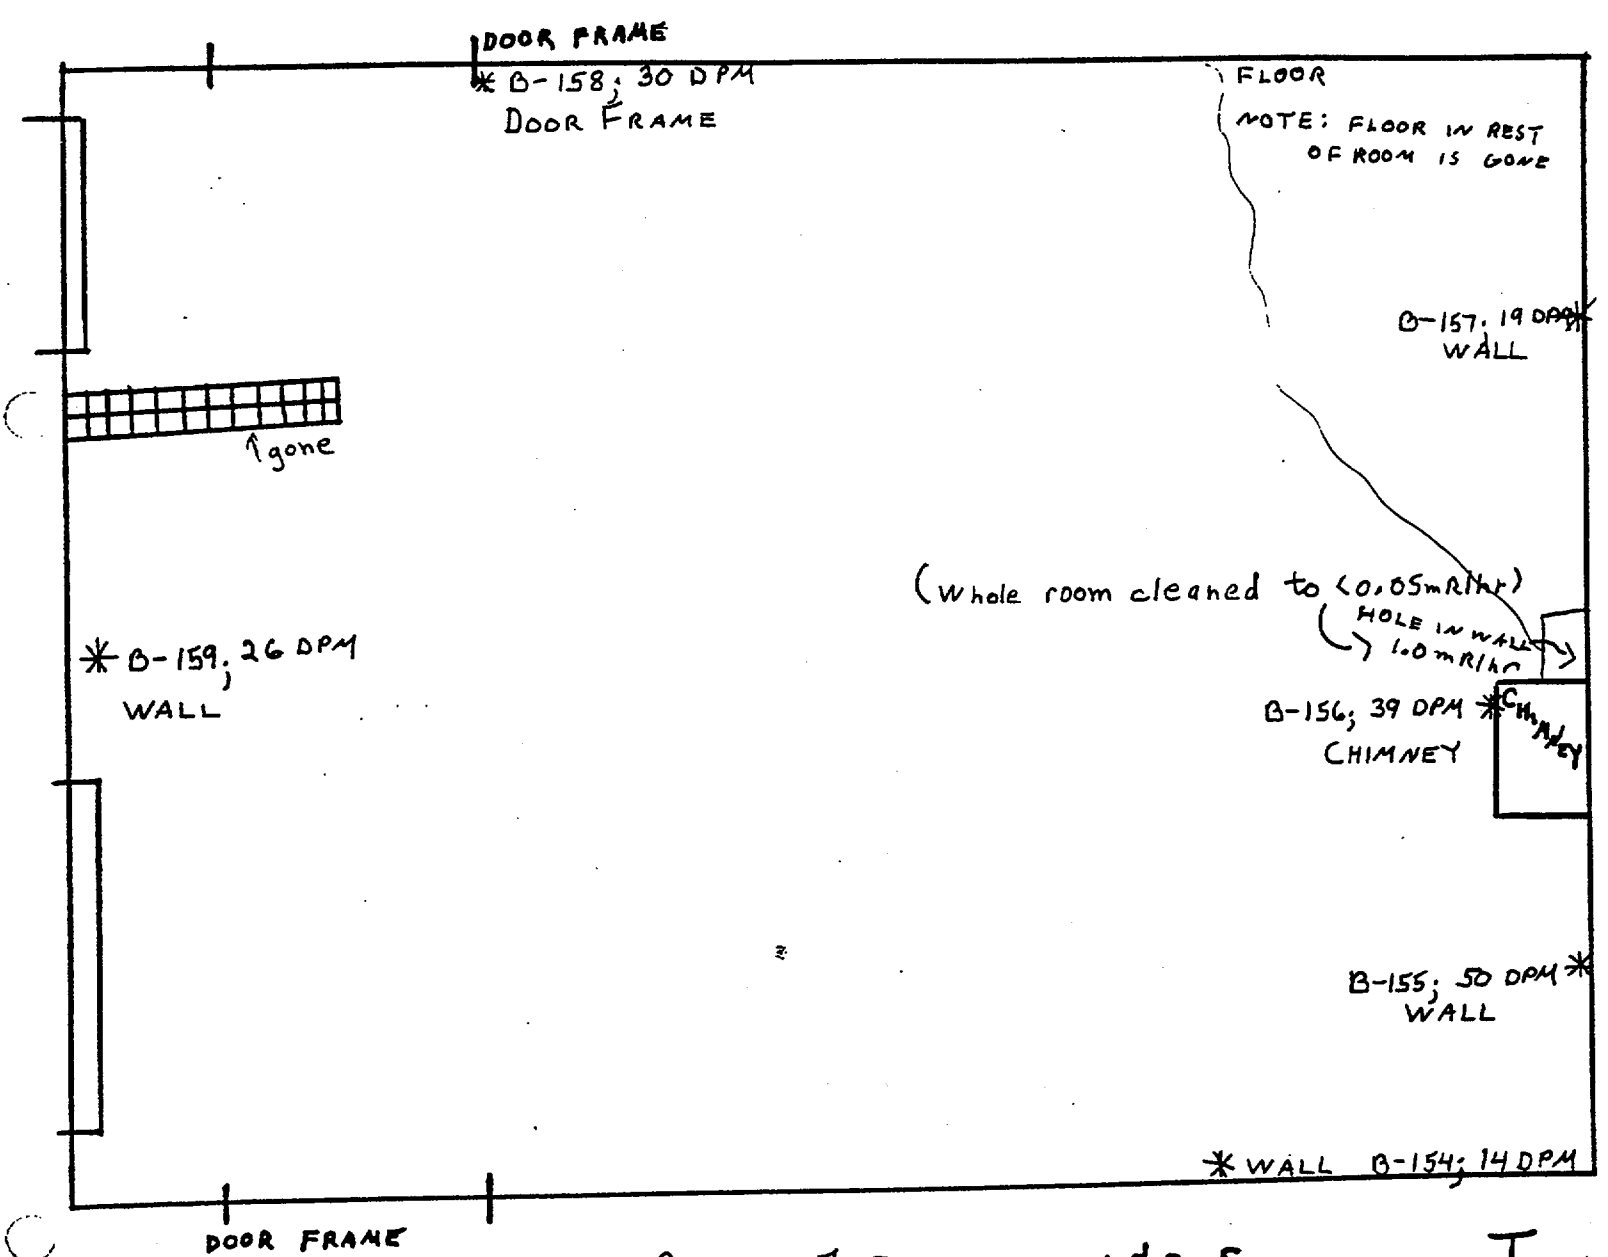 DOOR FRAME
B-158; 30 DPM
DOOR FRAME
FLOOR
NOTE: FLOOR IN REST
OF ROOM IS GONE
B-157; 19 DPM
WALL
↑gone
(whole room cleaned to <0.05mR/hr)
HOLE IN WALL
1.0mR/hr
B-159; 26 DPM
WALL
B-156; 39 DPM
CHIMNEY
CHIMNEY
B-155; 50 DPM
WALL
WALL B-154; 14 DPM
DOOR FRAME